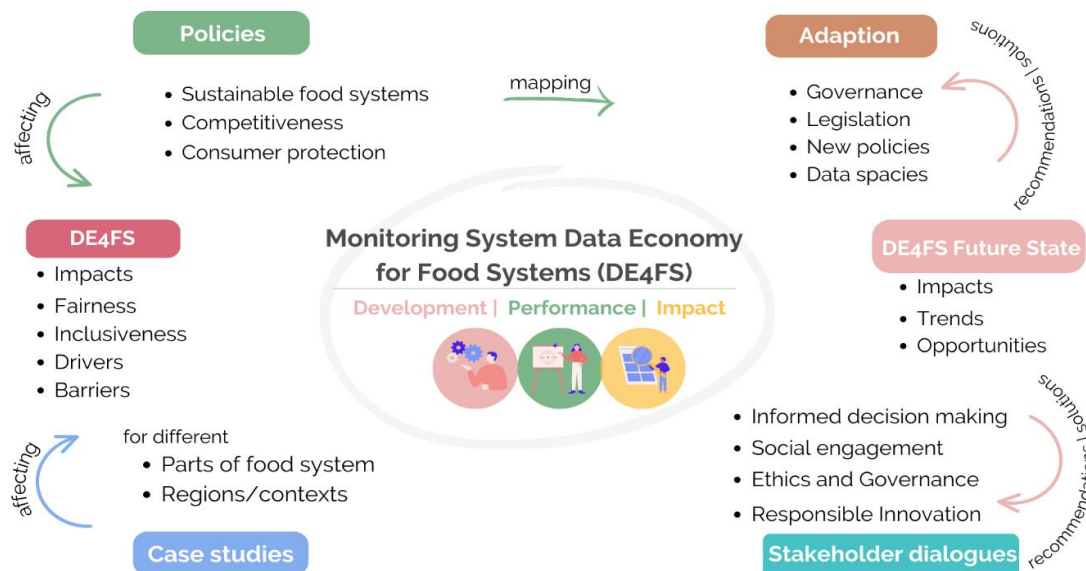 Policies
affecting
• Sustainable food systems
• Competitiveness
• Consumer protection
mapping
Adaption
• Governance
• Legislation
• New policies
• Data spacies
recommendations | solutions
DE4FS
• Impacts
• Fairness
• Inclusiveness
• Drivers
• Barriers
Monitoring System Data Economy
for Food Systems (DE4FS)
Development | Performance | Impact
DE4FS Future State
• Impacts
• Trends
• Opportunities
affecting
for different
• Parts of food system
• Regions/contexts
Case studies
• Informed decision making
• Social engagement
• Ethics and Governance
• Responsible Innovation
recommendations | solutions
Stakeholder dialogues